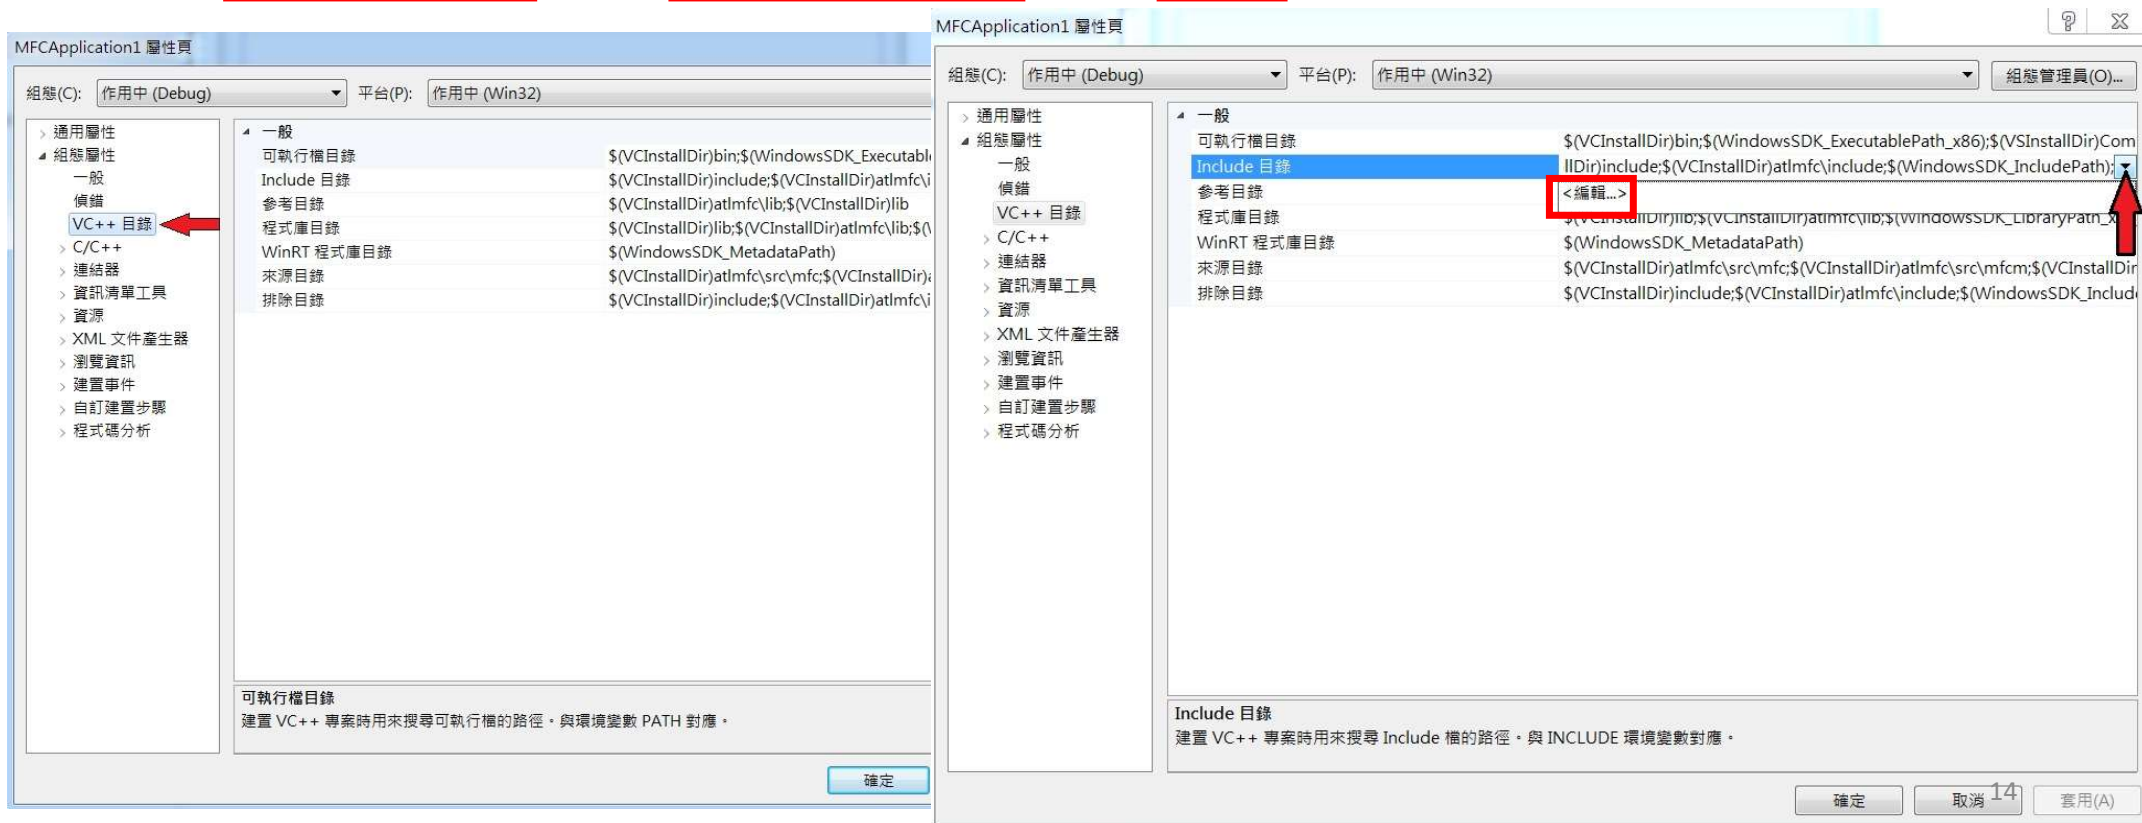 MFCApplication1 屬性頁
組態(C): 作用中 (Debug) 平台(P): 作用中 (Win32)
通用屬性
組態屬性
一般
偵錯
VC++ 目錄
C/C++
連結器
資訊清單工具
資源
XML 文件產生器
瀏覽資訊
建置事件
自訂建置步驟
程式碼分析
一般
可執行檔目錄 $(VCInstallDir)bin;$(WindowsSDK_Executabl
Include 目錄 $(VCInstallDir)include;$(VCInstallDir)atlmfc\i
參考目錄 $(VCInstallDir)atlmfc\lib;$(VCInstallDir)lib
程式庫目錄 $(VCInstallDir)lib;$(VCInstallDir)atlmfc\lib;$(
WinRT 程式庫目錄 $(WindowsSDK_MetadataPath)
來源目錄 $(VCInstallDir)atlmfc\src\mfc;$(VCInstallDir)
排除目錄 $(VCInstallDir)include;$(VCInstallDir)atlmfc\i
可執行檔目錄
建置 VC++ 專案時用來搜尋可執行檔的路徑。與環境變數 PATH 對應。
確定
MFCApplication1 屬性頁
組態(C): 作用中 (Debug) 平台(P): 作用中 (Win32) 組態管理員(O)...
通用屬性
組態屬性
一般
偵錯
VC++ 目錄
C/C++
連結器
資訊清單工具
資源
XML 文件產生器
瀏覽資訊
建置事件
自訂建置步驟
程式碼分析
一般
可執行檔目錄 $(VCInstallDir)bin;$(WindowsSDK_ExecutablePath_x86);$(VSInstallDir)Com
Include 目錄 llDir)include;$(VCInstallDir)atlmfc\include;$(WindowsSDK_IncludePath);
參考目錄 <編輯...>
程式庫目錄 $(VCInstallDir)lib;$(VCInstallDir)atlmfc\lib;$(WindowsSDK_LibraryPath_x
WinRT 程式庫目錄 $(WindowsSDK_MetadataPath)
來源目錄 $(VCInstallDir)atlmfc\src\mfc;$(VCInstallDir)atlmfc\src\mfcm;$(VCInstallDir
排除目錄 $(VCInstallDir)include;$(VCInstallDir)atlmfc\include;$(WindowsSDK_Includ
Include 目錄
建置 VC++ 專案時用來搜尋 Include 檔的路徑。與 INCLUDE 環境變數對應。
確定 取消 套用(A)
14